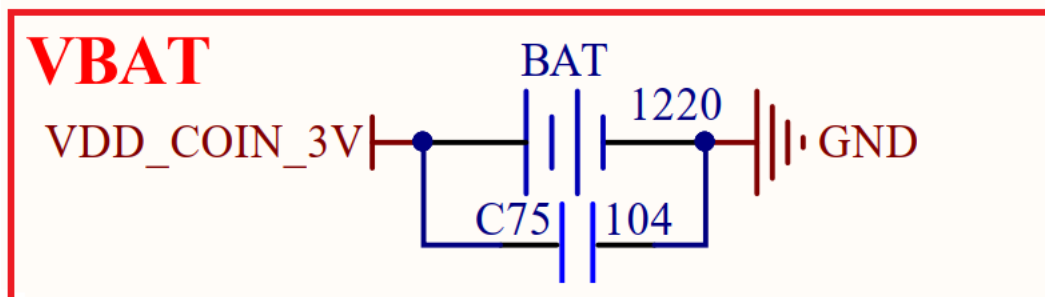 VBAT
BAT
1220
VDD_COIN_3V
GND
C75
104